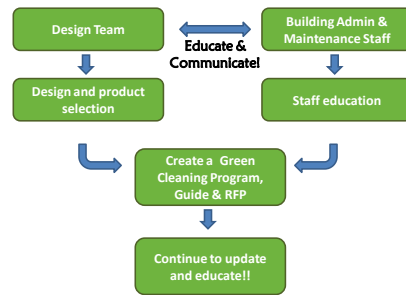 Design Team
Building Admin &
Maintenance Staff
Educate &
Communicate!
Design and product
selection
Staff education
Create a Green
Cleaning Program,
Guide & RFP
Continue to update
and educate!!